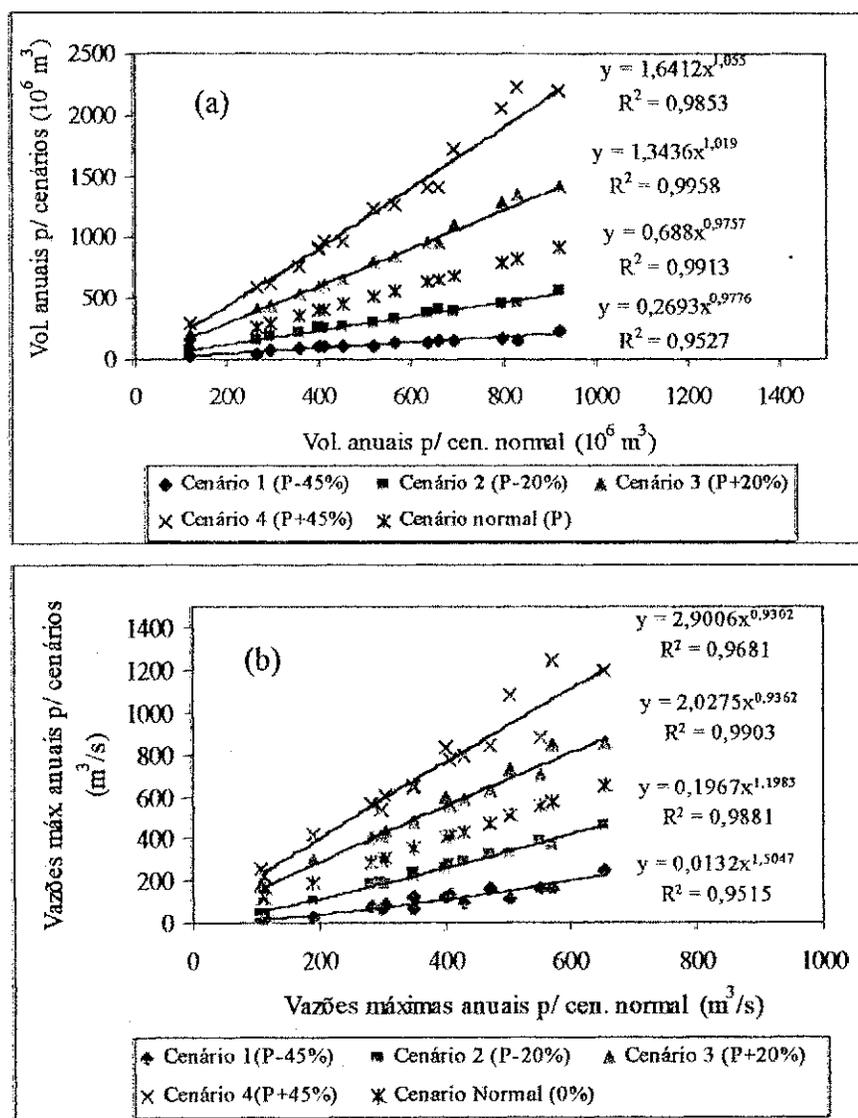 (a)
Vol. anuais p/ cenários (10⁶ m³)
2500
2000
1500
1000
500
0
y = 1,6412x^1,055
R² = 0,9853
y = 1,3436x^1,019
R² = 0,9958
y = 0,688x^0,9757
R² = 0,9913
y = 0,2693x^0,9776
R² = 0,9527
0 200 400 600 800 1000 1200 1400
Vol. anuais p/ cen. normal (10⁶ m³)
Cenário 1 (P-45%) Cenário 2 (P-20%) Cenário 3 (P+20%)
Cenário 4 (P+45%) Cenário normal (P)
(b)
Vazões máx anuais p/ cenários
(m³/s)
1400
1200
1000
800
600
400
200
0
y = 2,9006x^0,9302
R² = 0,9681
y = 2,0275x^0,9362
R² = 0,9903
y = 0,1967x^1,1983
R² = 0,9881
y = 0,0132x^1,5047
R² = 0,9515
0 200 400 600 800 1000
Vazões máximas anuais p/ cen. normal (m³/s)
Cenário 1(P-45%) Cenário 2 (P-20%) Cenário 3 (P+20%)
Cenário 4(P+45%) Cenario Normal (0%)